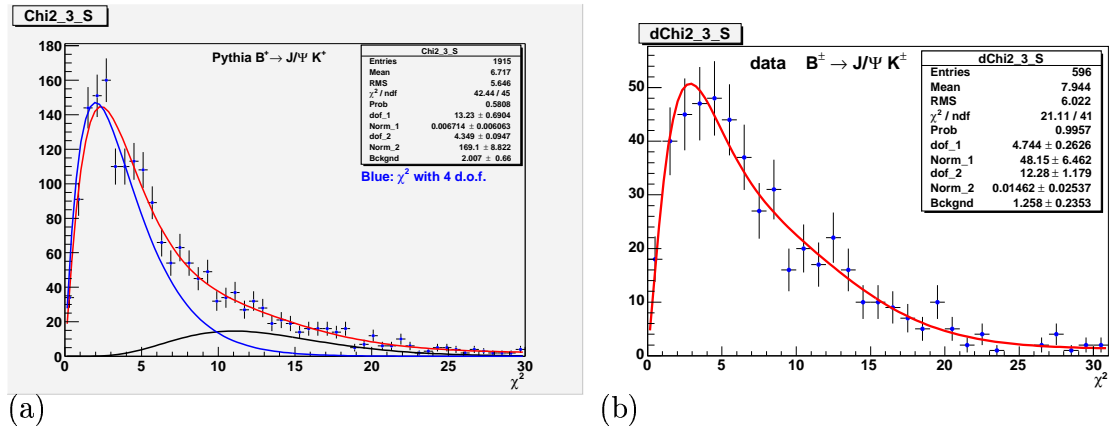 Chi2_3_S
Pythia B⁺ → J/Ψ K⁺
Chi2_3_S
Entries 1915
Mean 6.717
RMS 5.646
χ² / ndf 42.44 / 45
Prob 0.5808
dof_1 13.23 ± 0.6904
Norm_1 0.006714 ± 0.006063
dof_2 4.349 ± 0.0947
Norm_2 169.1 ± 8.822
Bckgnd 2.007 ± 0.66
Blue: χ² with 4 d.o.f.
180
160
140
120
100
80
60
40
20
0
0 5 10 15 20 25 30
χ²
(a)
dChi2_3_S
data B± → J/Ψ K±
dChi2_3_S
Entries 596
Mean 7.944
RMS 6.022
χ² / ndf 21.11 / 41
Prob 0.9957
dof_1 4.744 ± 0.2626
Norm_1 48.15 ± 6.462
dof_2 12.28 ± 1.179
Norm_2 0.01462 ± 0.02537
Bckgnd 1.258 ± 0.2353
50
40
30
20
10
0
0 5 10 15 20 25 30
χ²
(b)